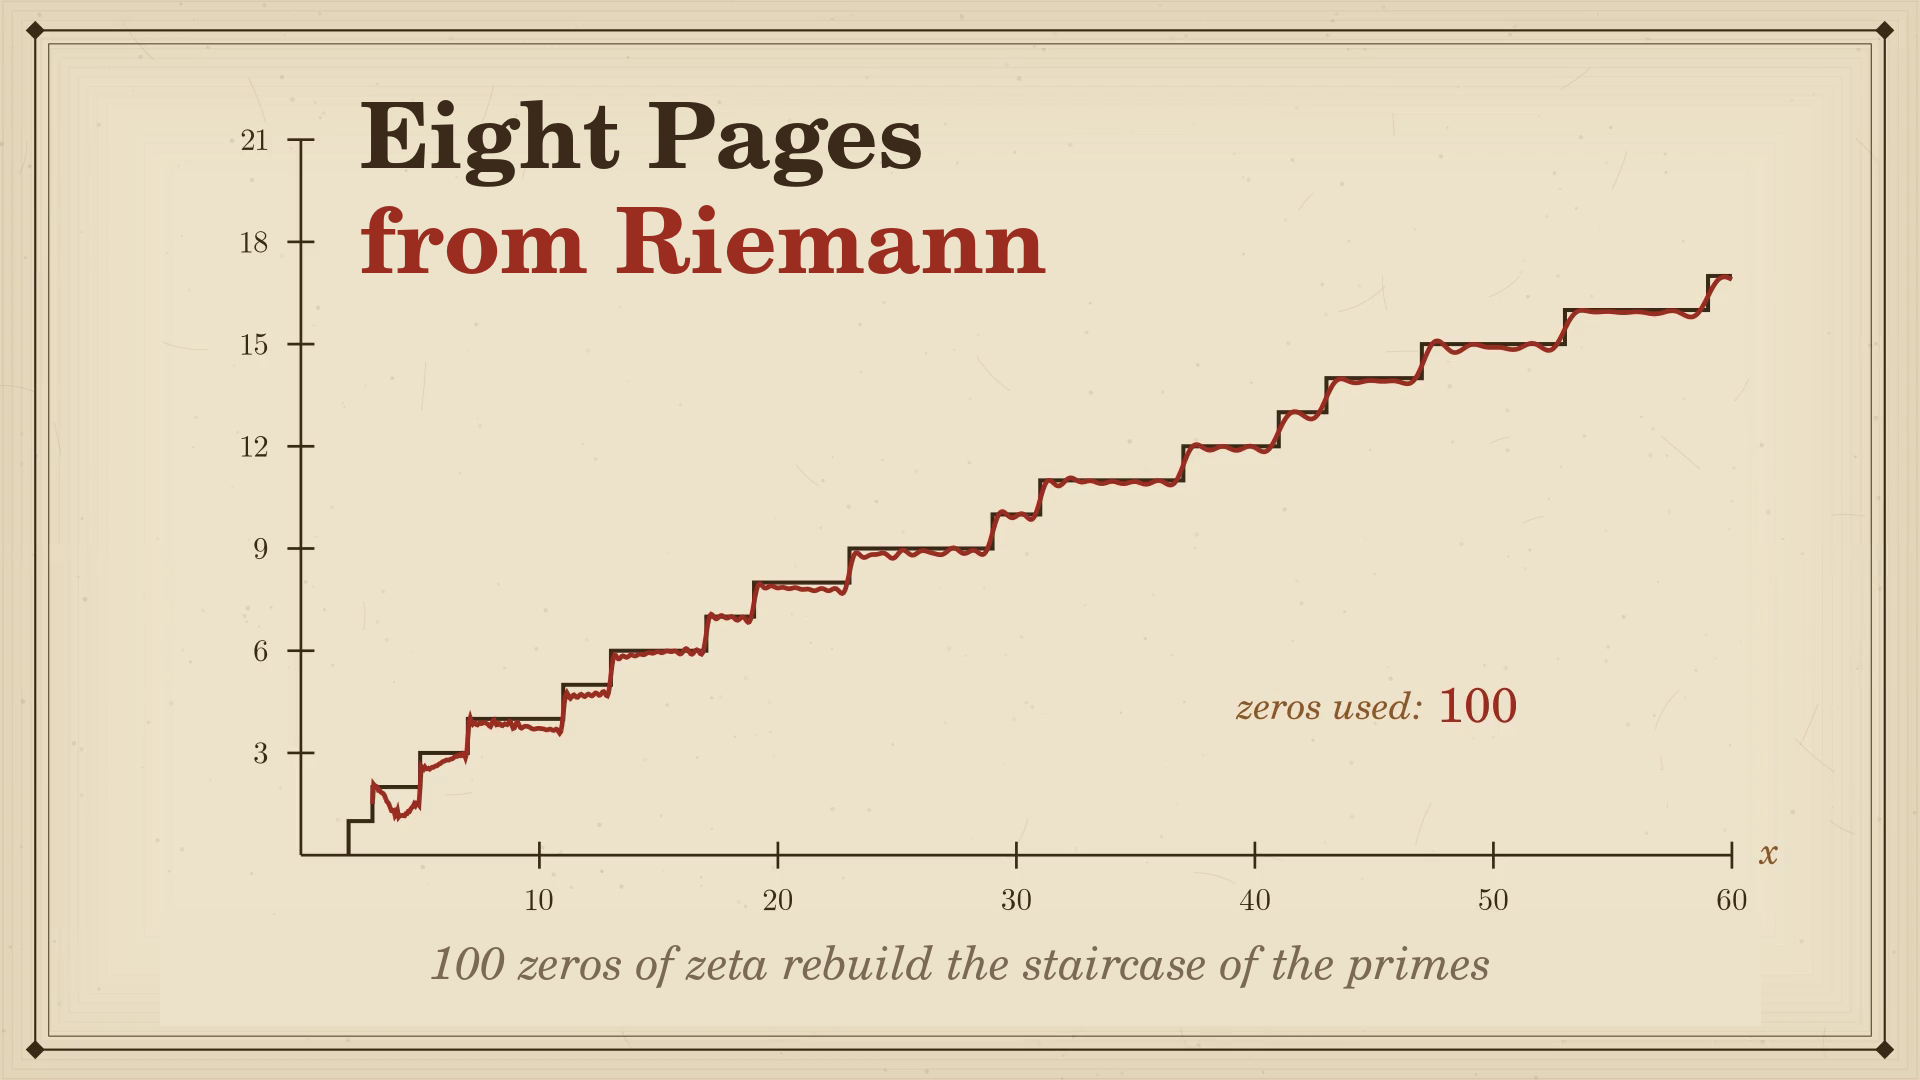 Eight Pages
from Riemann
21
18
15
12
9
6
3
zeros used: 100
x
10 20 30 40 50 60
100 zeros of zeta rebuild the staircase of the primes